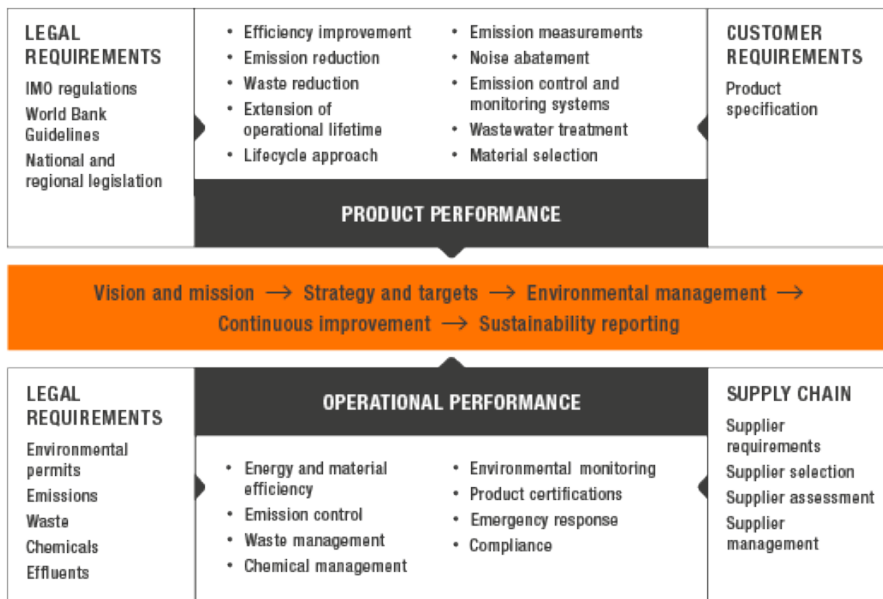 LEGAL
REQUIREMENTS
IMO regulations
World Bank
Guidelines
National and
regional legislation
• Efficiency improvement
• Emission reduction
• Waste reduction
• Extension of
operational lifetime
• Lifecycle approach
• Emission measurements
• Noise abatement
• Emission control and
monitoring systems
• Wastewater treatment
• Material selection
CUSTOMER
REQUIREMENTS
Product
specification
PRODUCT PERFORMANCE
Vision and mission → Strategy and targets → Environmental management →
Continuous improvement → Sustainability reporting
LEGAL
REQUIREMENTS
Environmental
permits
Emissions
Waste
Chemicals
Effluents
OPERATIONAL PERFORMANCE
• Energy and material
efficiency
• Emission control
• Waste management
• Chemical management
• Environmental monitoring
• Product certifications
• Emergency response
• Compliance
SUPPLY CHAIN
Supplier
requirements
Supplier selection
Supplier assessment
Supplier
management